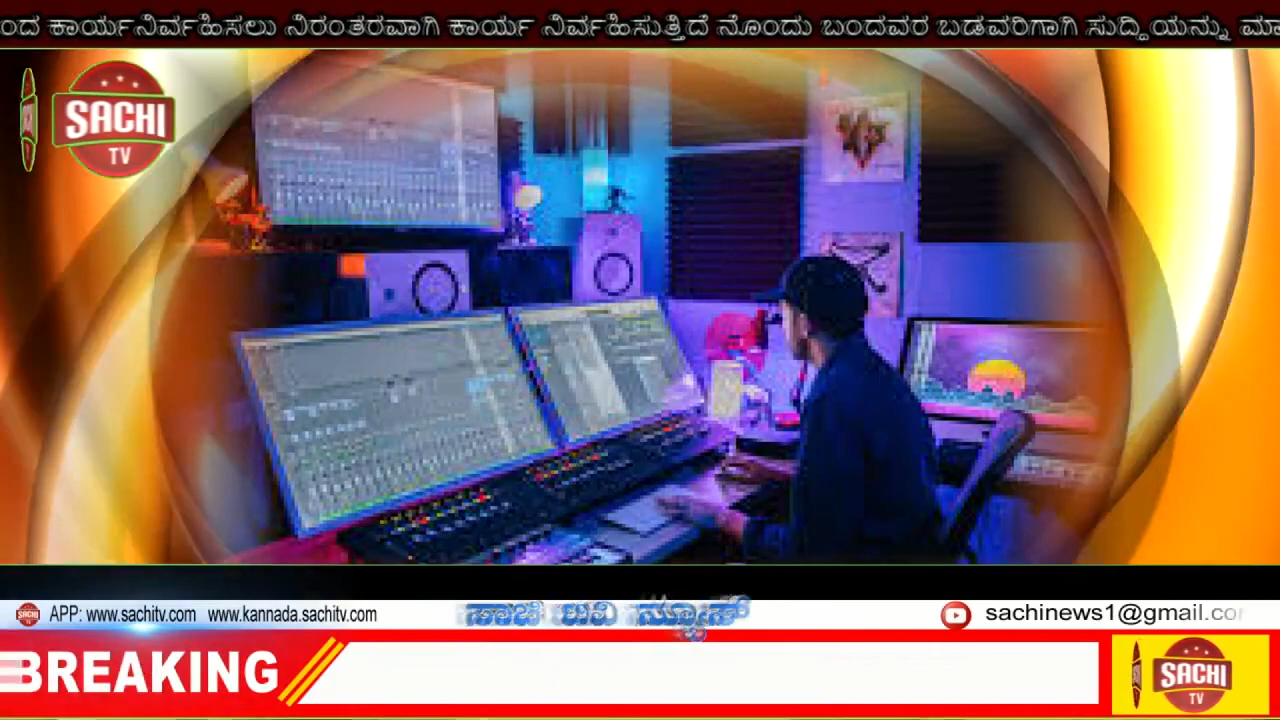 ಕಾರ್ಯನಿರ್ವಹಿಸಲು ನಿರಂತರವಾಗಿ ಕಾರ್ಯ ನಿರ್ವಹಿಸುತ್ತಿದೆ ನೊಂದು ಬಂದವರ ಬಡವರಿಗಾಗಿ ಸುದ್ದಿಯನ್ನು
SACHI
TV
SACHI APP: www.sachitv.com www.kannada.sachitv.com ಸಾಚಿ ಟಿವಿ ನ್ಯೂಸ್ sachinews1@gmail.co
BREAKING
SACHI
TV